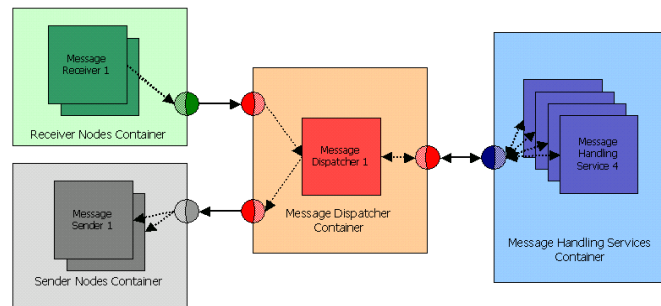 Message
Receiver 1
Receiver Nodes Container
Message
Sender 1
Sender Nodes Container
Message
Dispatcher 1
Message Dispatcher
Container
Message
Handling
Service 4
Message Handling Services
Container